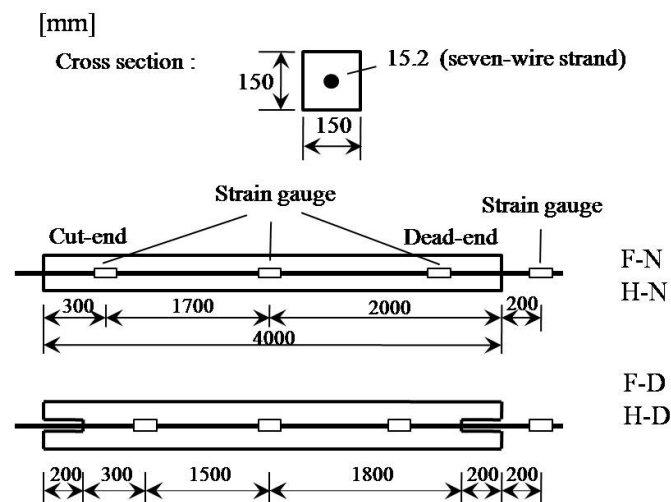 [mm]
Cross section :
15.2 (seven-wire strand)
150
150
Strain gauge
Strain gauge
Cut-end
Dead-end
F-N
H-N
300
1700
2000
200
4000
F-D
H-D
200
300
1500
1800
200
200